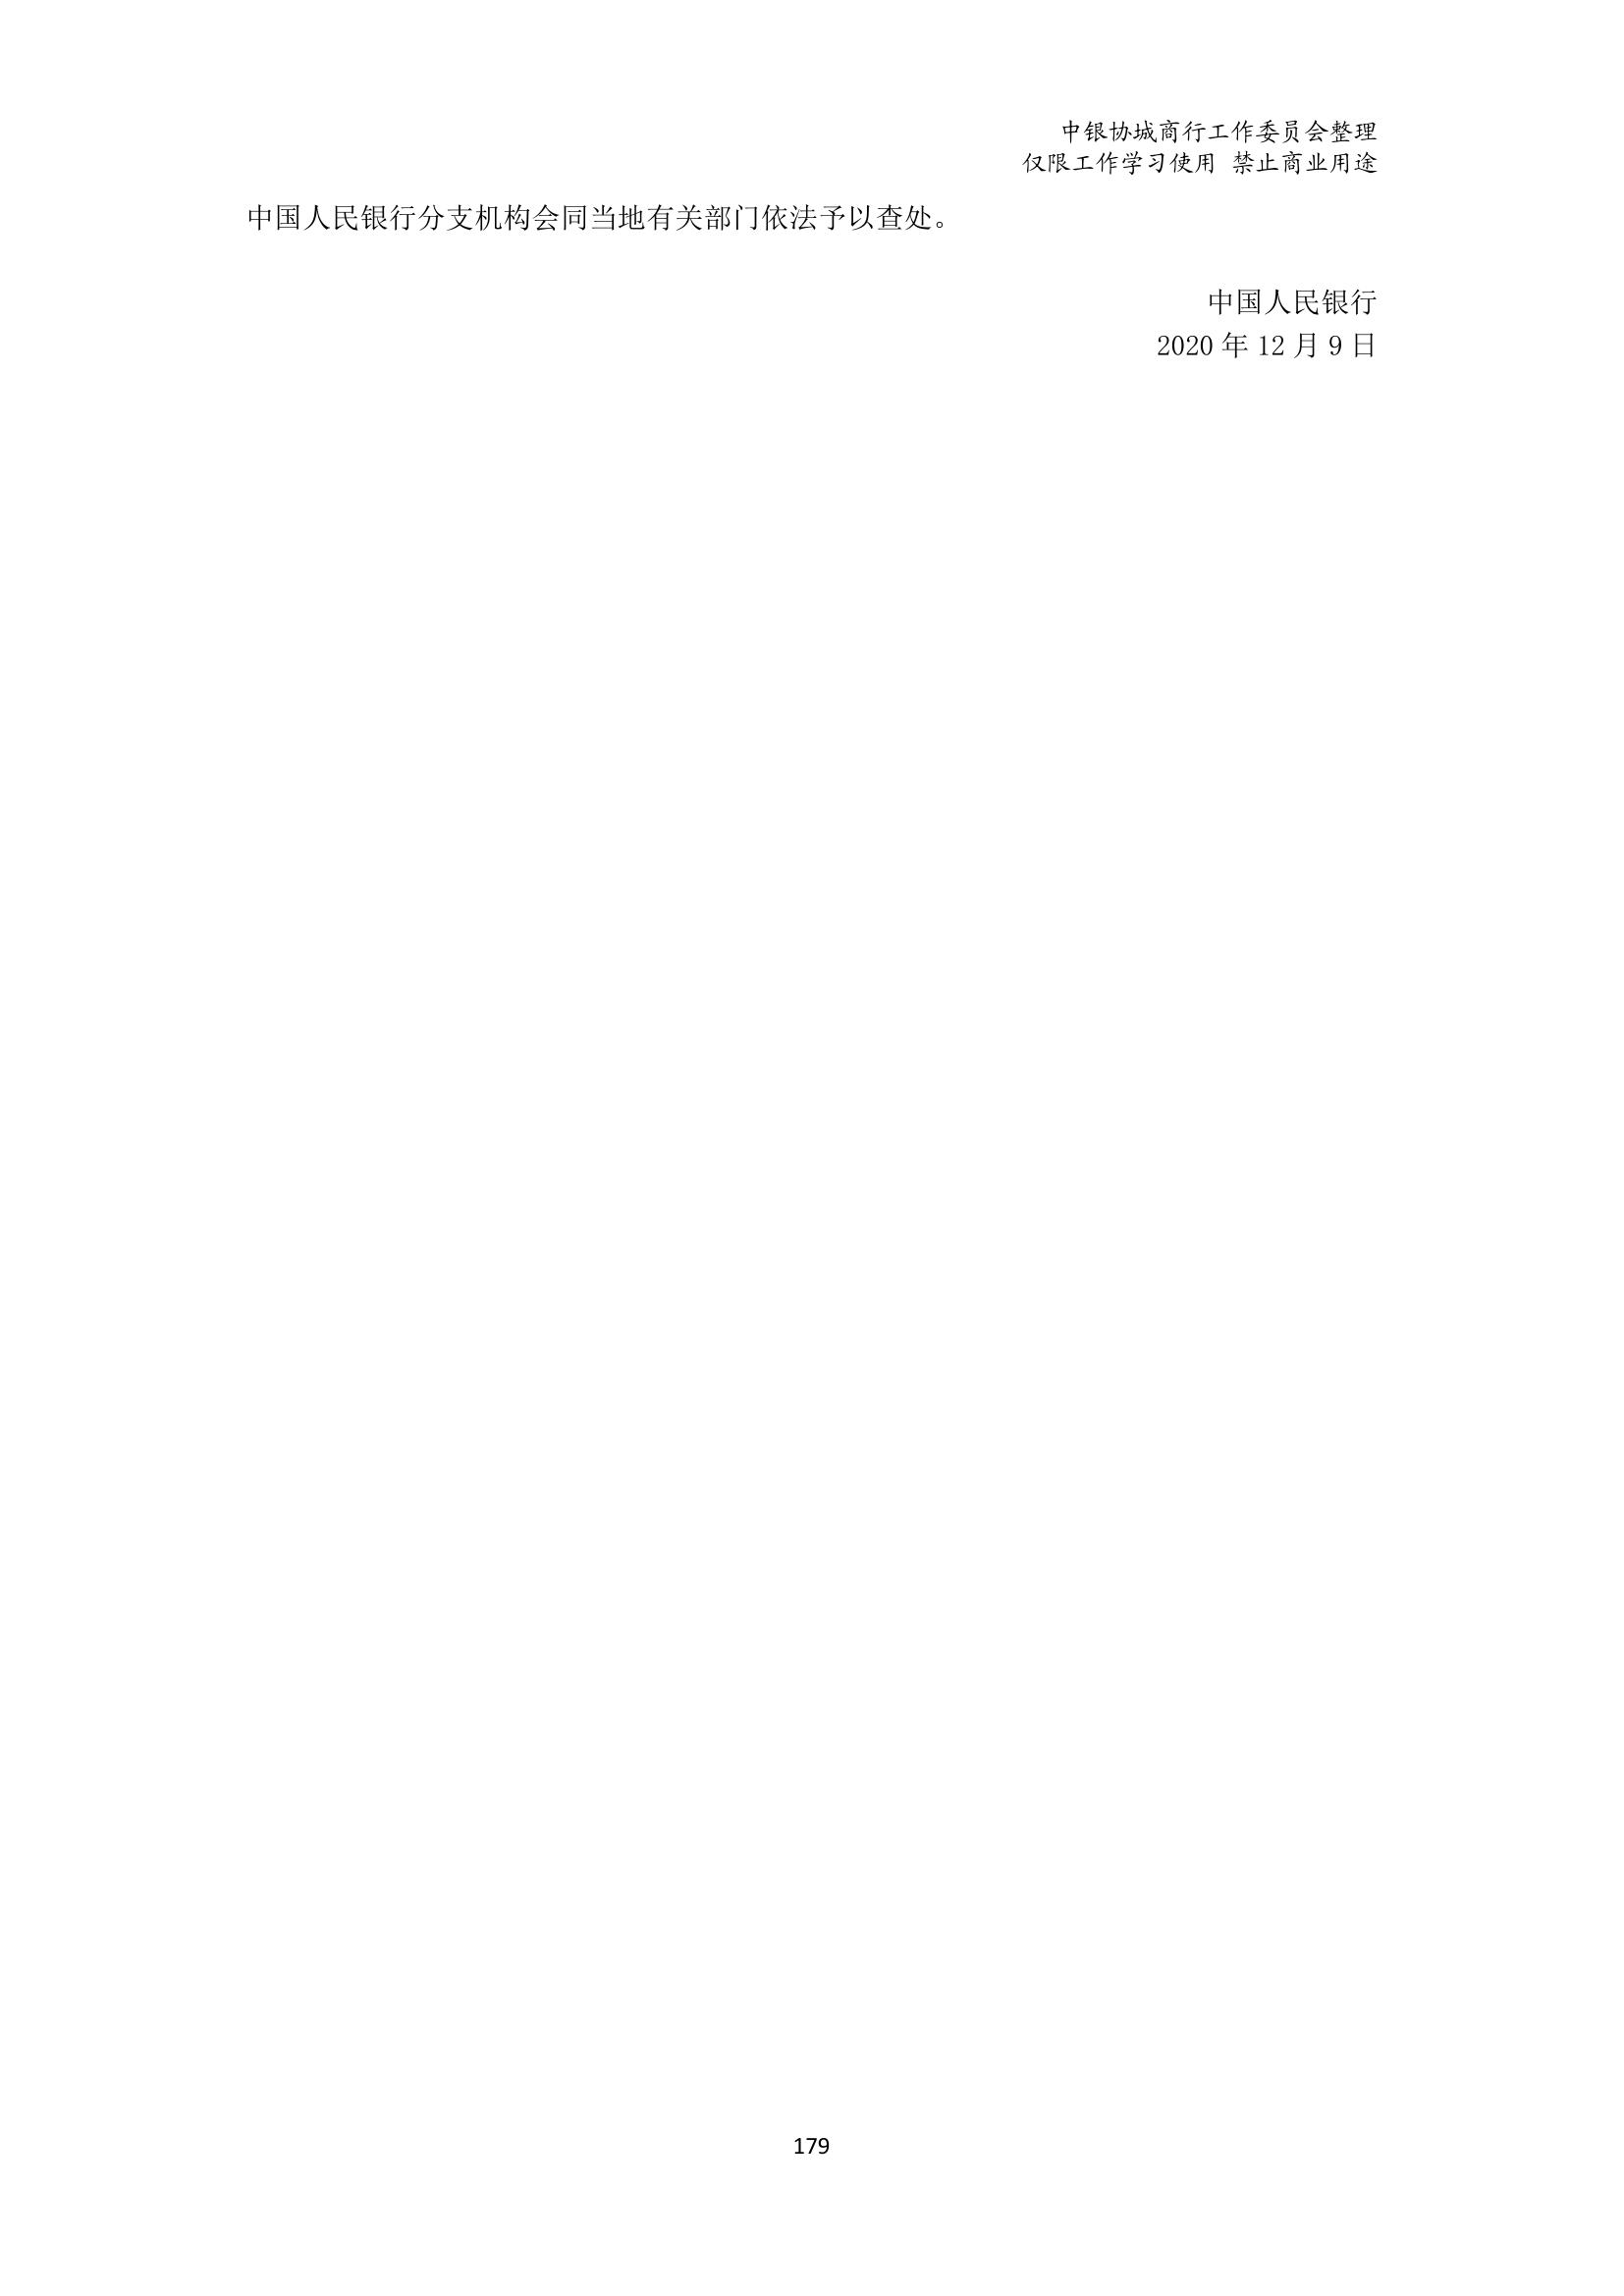 中银协城商行工作委员会整理
仅限工作学习使用 禁止商业用途
中国人民银行分支机构会同当地有关部门依法予以查处。
中国人民银行
2020 年 12 月 9 日
179